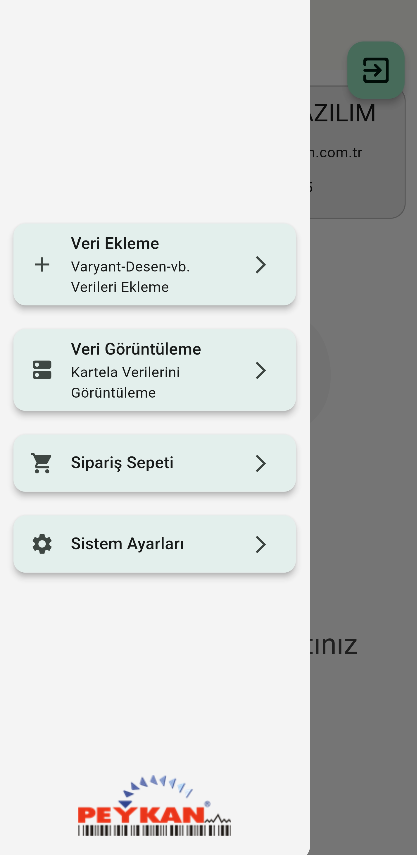 AZILIM
n.com.tr
5
Veri Ekleme
Varyant-Desen-vb.
Verileri Ekleme
Veri Görüntüleme
Kartela Verilerini
Görüntüleme
Sipariş Sepeti
Sistem Ayarları
tınız
PEYKAN®